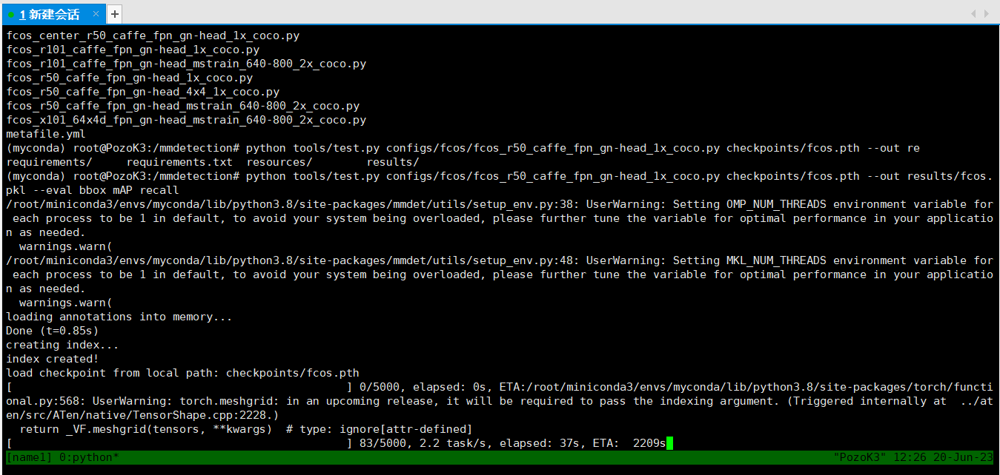 1 新建会话 × +
fcos_center_r50_caffe_fpn_gn-head_1x_coco.py
fcos_r101_caffe_fpn_gn-head_1x_coco.py
fcos_r101_caffe_fpn_gn-head_mstrain_640-800_2x_coco.py
fcos_r50_caffe_fpn_gn-head_1x_coco.py
fcos_r50_caffe_fpn_gn-head_4x4_1x_coco.py
fcos_r50_caffe_fpn_gn-head_mstrain_640-800_2x_coco.py
fcos_x101_64x4d_fpn_gn-head_mstrain_640-800_2x_coco.py
metafile.yml
(myconda) root@PozoK3:/mmdetection# python tools/test.py configs/fcos/fcos_r50_caffe_fpn_gn-head_1x_coco.py checkpoints/fcos.pth --out re
requirements/     requirements.txt  resources/        results/
(myconda) root@PozoK3:/mmdetection# python tools/test.py configs/fcos/fcos_r50_caffe_fpn_gn-head_1x_coco.py checkpoints/fcos.pth --out results/fcos.
pkl --eval bbox mAP recall
/root/miniconda3/envs/myconda/lib/python3.8/site-packages/mmdet/utils/setup_env.py:38: UserWarning: Setting OMP_NUM_THREADS environment variable for
 each process to be 1 in default, to avoid your system being overloaded, please further tune the variable for optimal performance in your applicatio
n as needed.
  warnings.warn(
/root/miniconda3/envs/myconda/lib/python3.8/site-packages/mmdet/utils/setup_env.py:48: UserWarning: Setting MKL_NUM_THREADS environment variable for
 each process to be 1 in default, to avoid your system being overloaded, please further tune the variable for optimal performance in your applicatio
n as needed.
  warnings.warn(
loading annotations into memory...
Done (t=0.85s)
creating index...
index created!
load checkpoint from local path: checkpoints/fcos.pth
[                                                  ] 0/5000, elapsed: 0s, ETA:/root/miniconda3/envs/myconda/lib/python3.8/site-packages/torch/functi
onal.py:568: UserWarning: torch.meshgrid: in an upcoming release, it will be required to pass the indexing argument. (Triggered internally at  ../at
en/src/ATen/native/TensorShape.cpp:2228.)
  return _VF.meshgrid(tensors, **kwargs)  # type: ignore[attr-defined]
[                                                  ] 83/5000, 2.2 task/s, elapsed: 37s, ETA:  2209s
[name1] 0:python* "PozoK3" 12:26 20-Jun-23